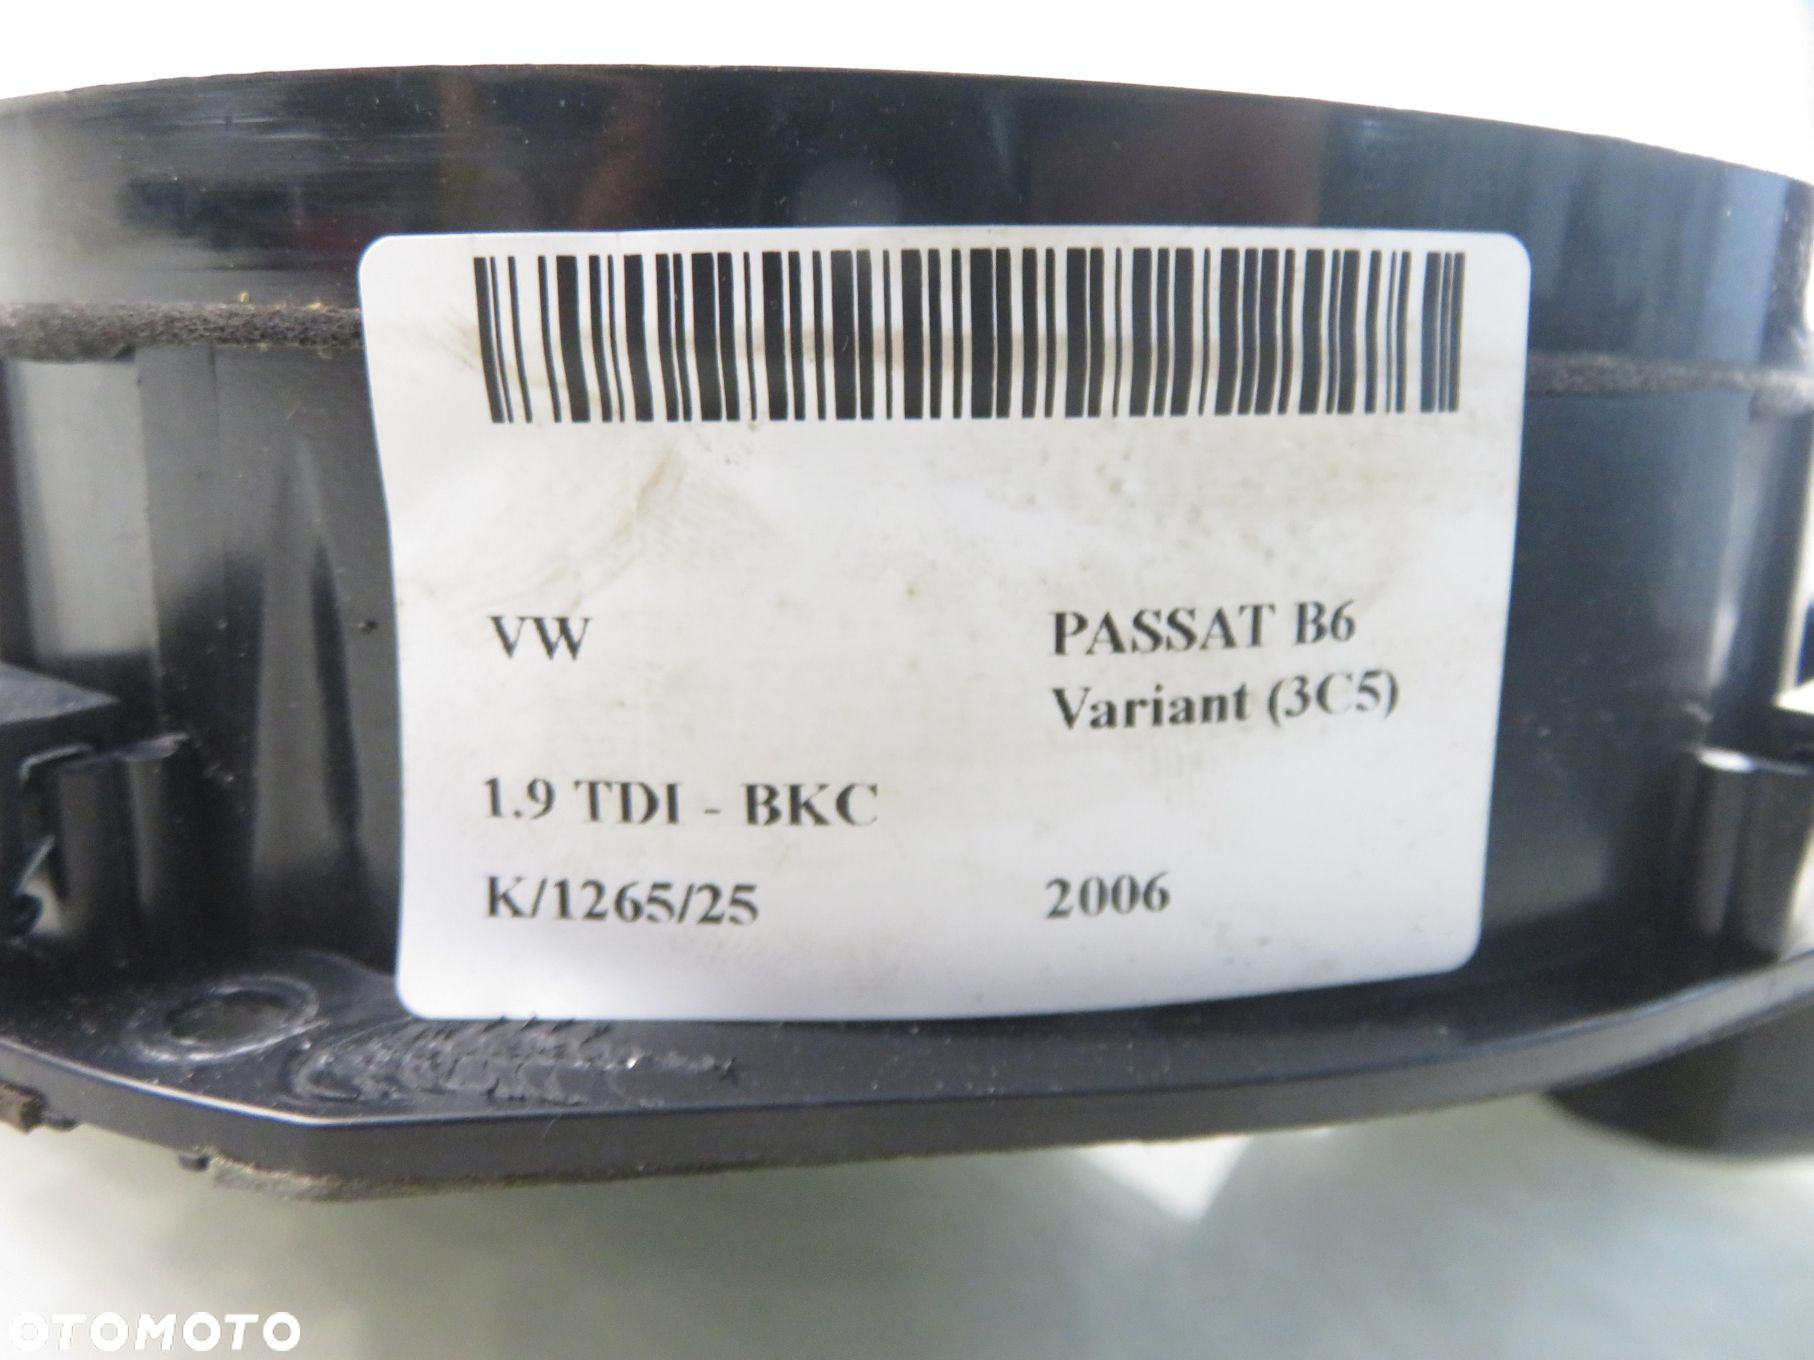 VW
PASSAT B6
Variant (3C5)
1.9 TDI - BKC
K/1265/25
2006
OTOMOTO